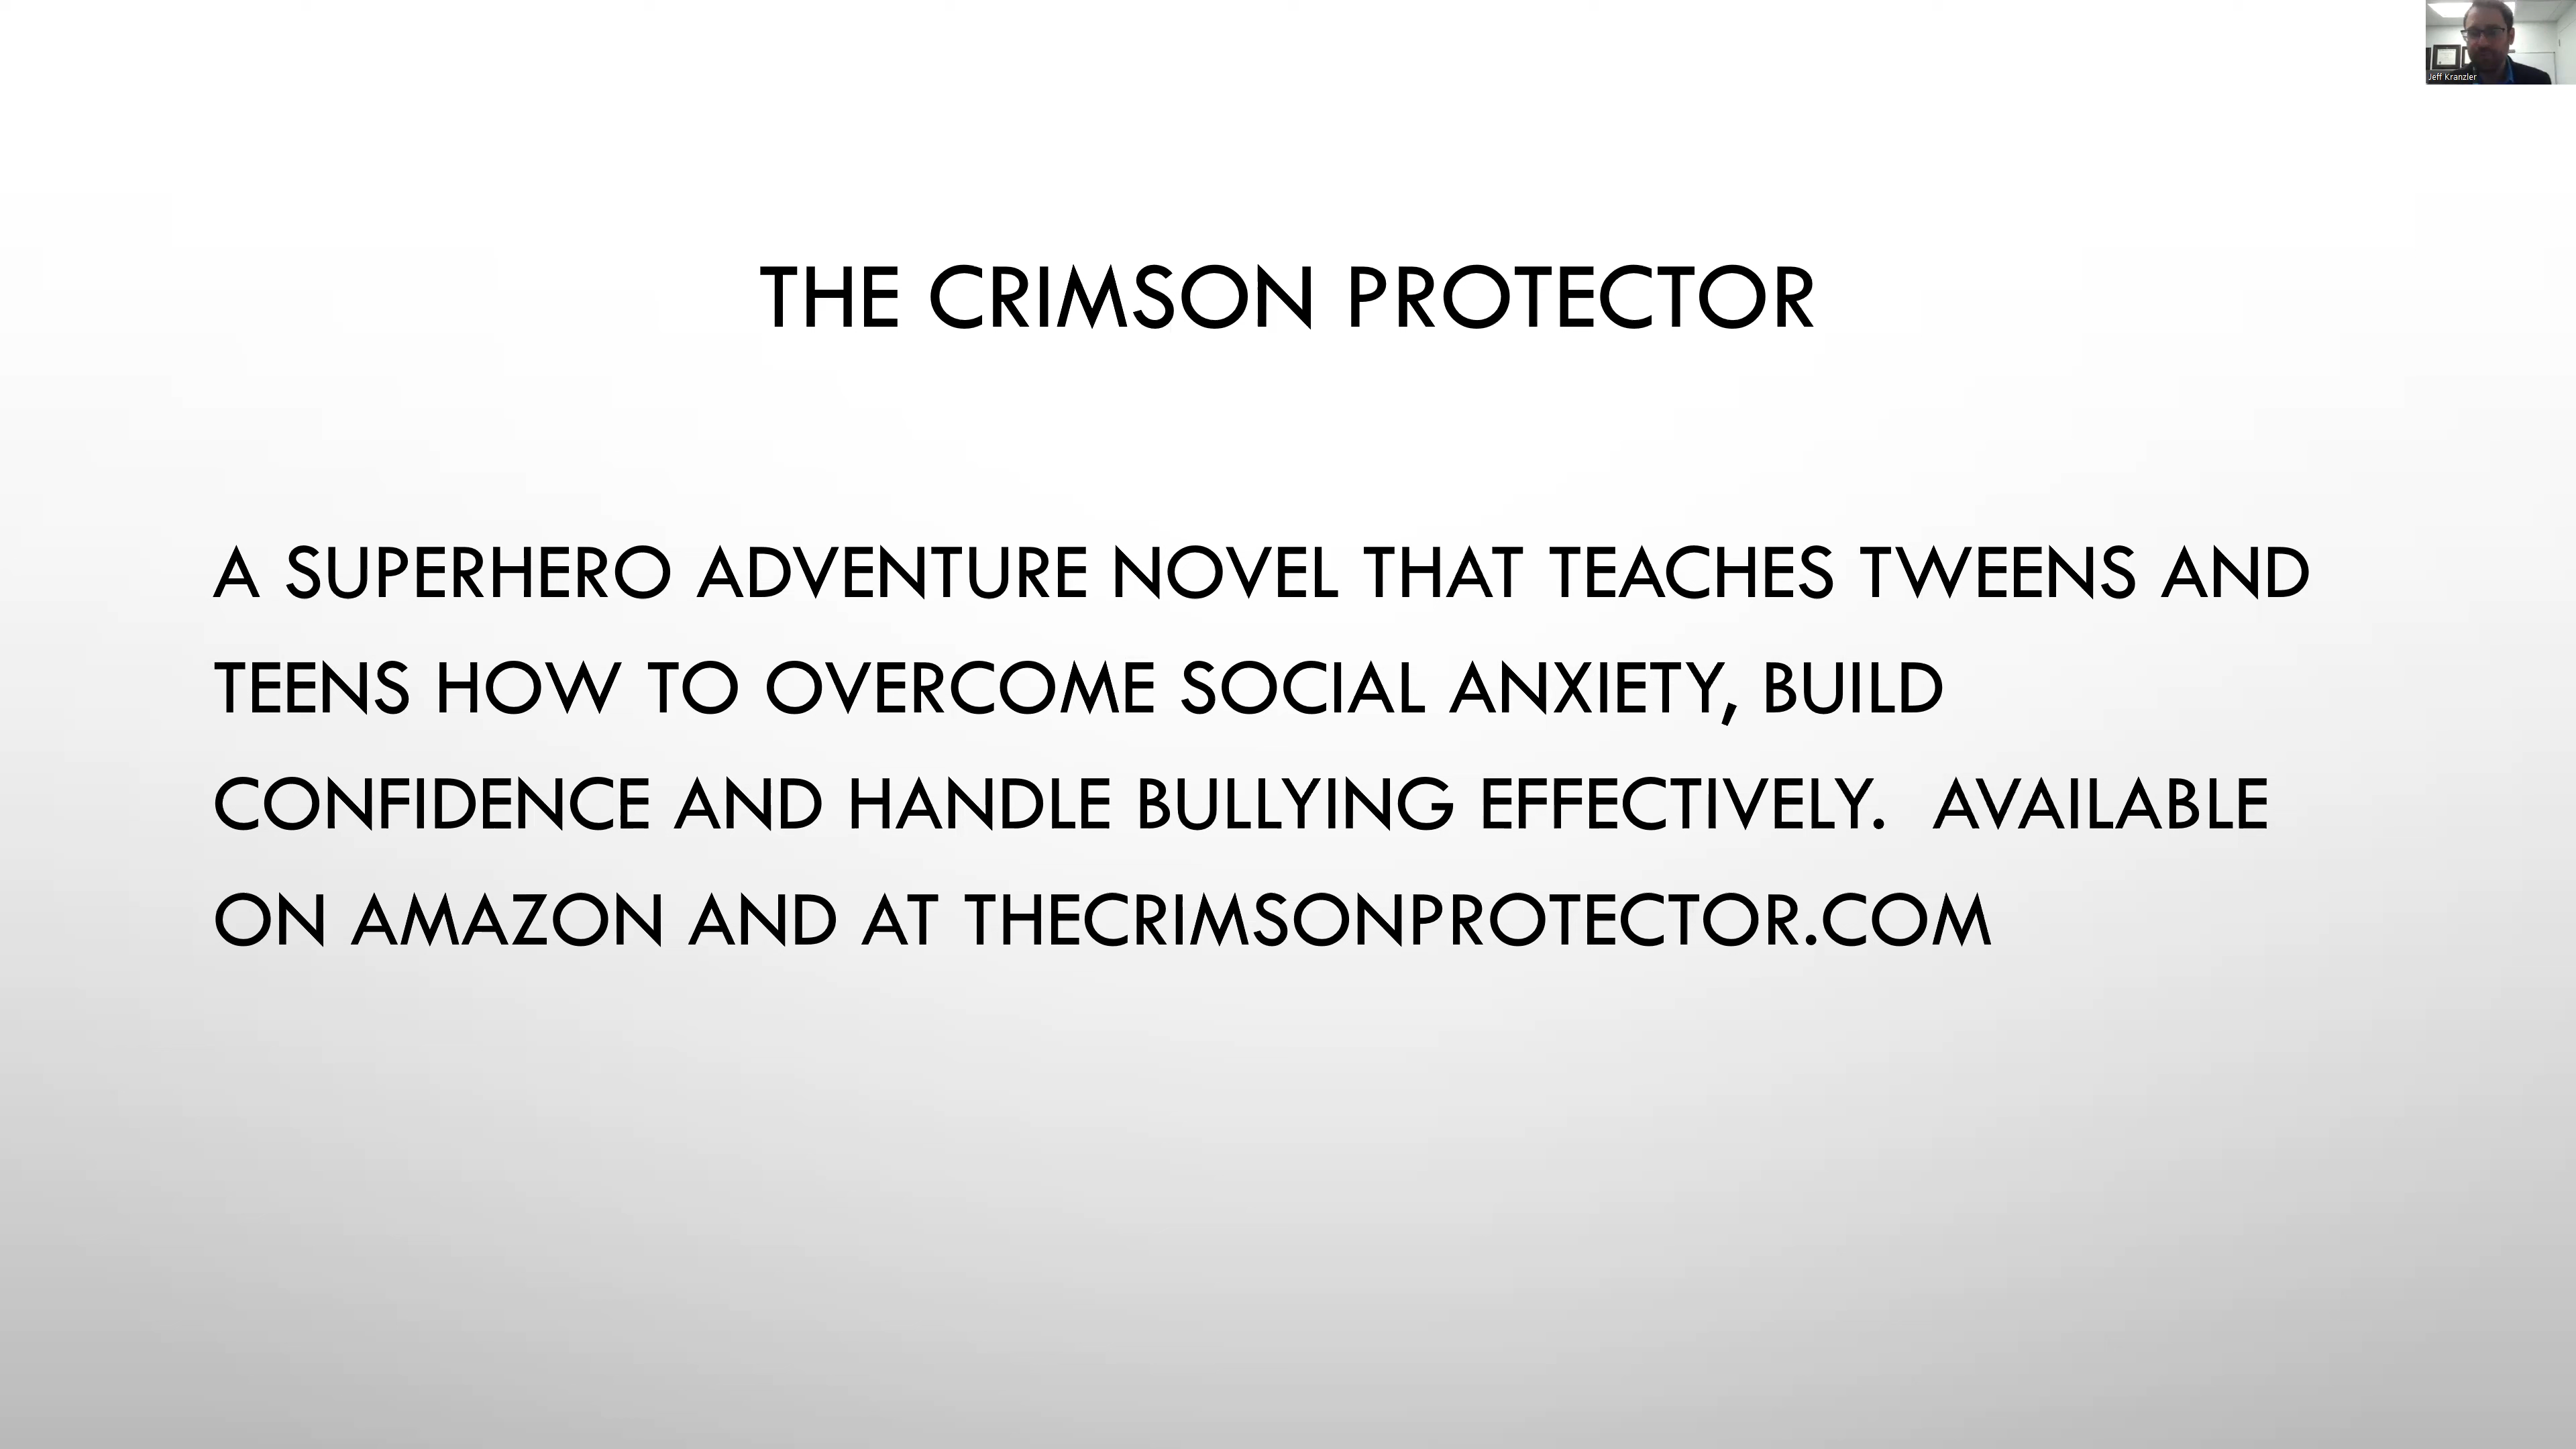 Jeff Kranzler
THE CRIMSON PROTECTOR
A SUPERHERO ADVENTURE NOVEL THAT TEACHES TWEENS AND
TEENS HOW TO OVERCOME SOCIAL ANXIETY, BUILD
CONFIDENCE AND HANDLE BULLYING EFFECTIVELY.  AVAILABLE
ON AMAZON AND AT THECRIMSONPROTECTOR.COM